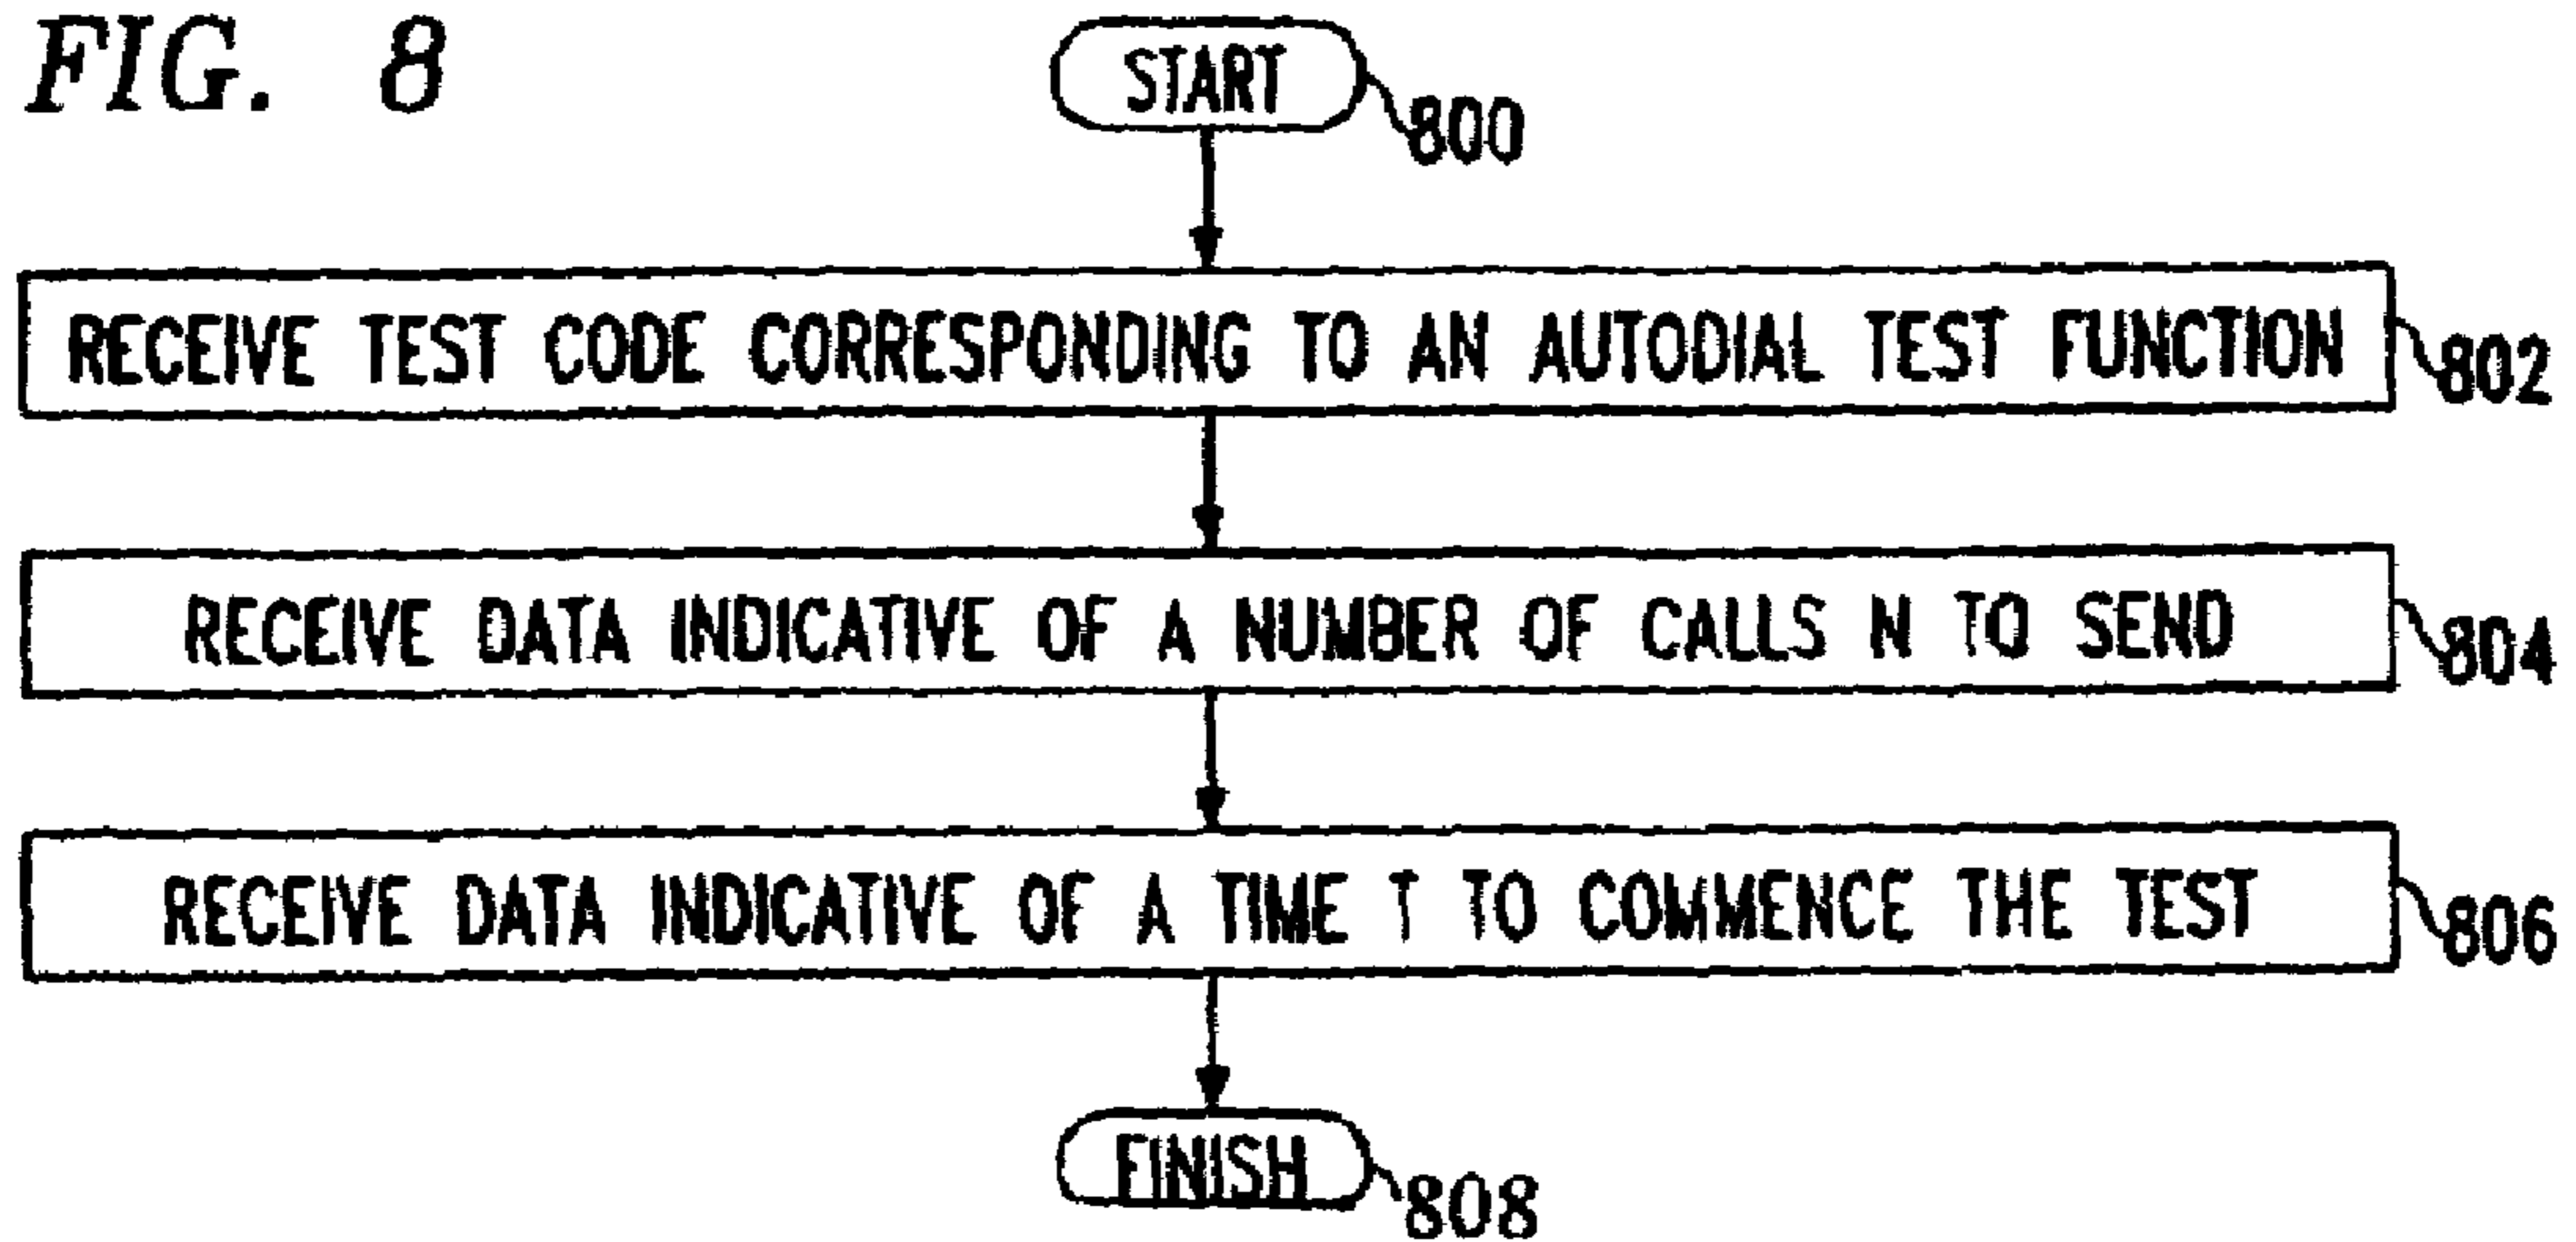 FIG. 8
START
800
RECEIVE TEST CODE CORRESPONDING TO AN AUTODIAL TEST FUNCTION
802
RECEIVE DATA INDICATIVE OF A NUMBER OF CALLS N TO SEND
804
RECEIVE DATA INDICATIVE OF A TIME T TO COMMENCE THE TEST
806
FINISH
808